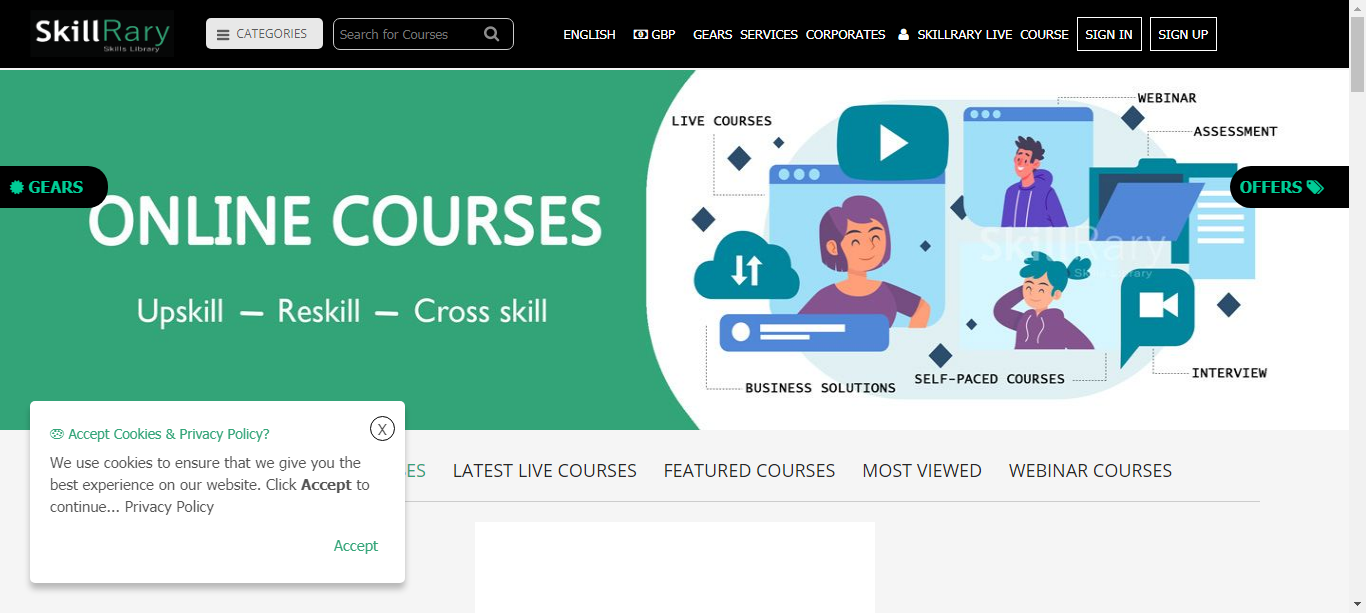 SkillRary
Skills Library
CATEGORIES
Search for Courses
ENGLISH
GBP
GEARS
SERVICES
CORPORATES
SKILLRARY LIVE
COURSE
SIGN IN
SIGN UP
GEARS
OFFERS
ONLINE COURSES
Upskill — Reskill — Cross skill
LIVE COURSES
WEBINAR
ASSESSMENT
SkillRary
Skills Library
BUSINESS SOLUTIONS
SELF-PACED COURSES
INTERVIEW
Accept Cookies & Privacy Policy?
X
We use cookies to ensure that we give you the
best experience on our website. Click Accept to
continue... Privacy Policy
Accept
ES
LATEST LIVE COURSES
FEATURED COURSES
MOST VIEWED
WEBINAR COURSES